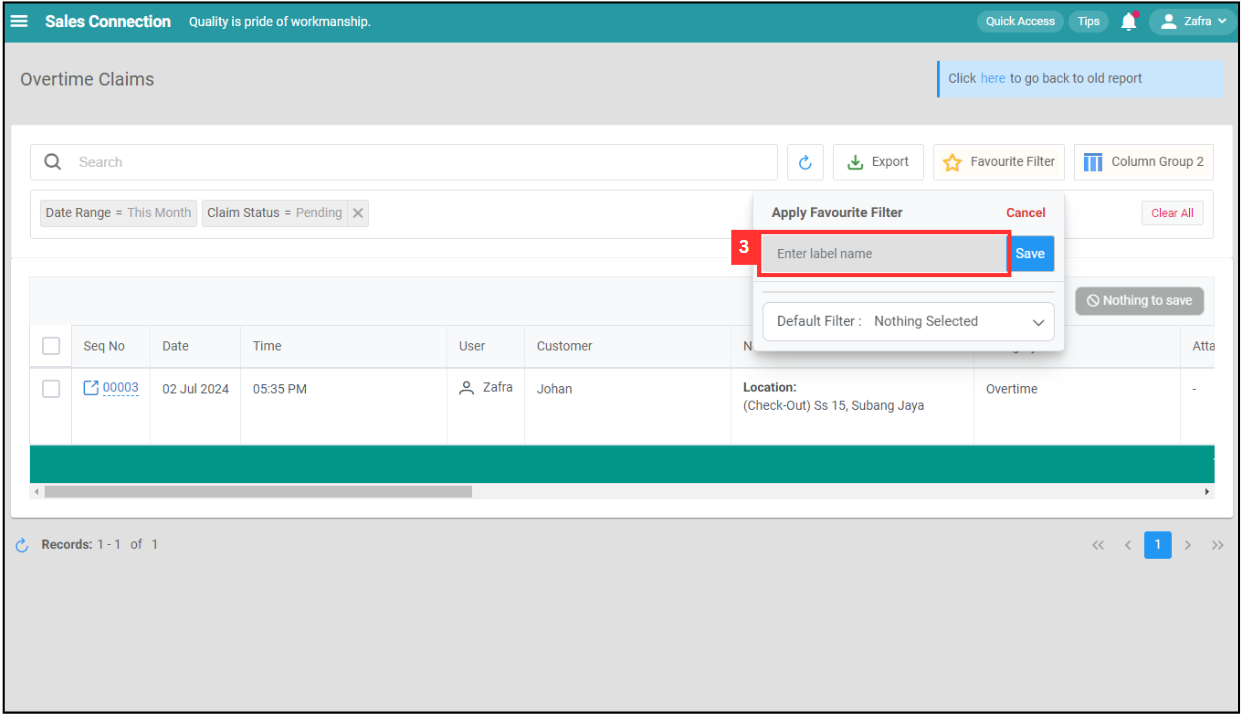 Sales Connection Quality is pride of workmanship. Quick Access Tips Zafra
Overtime Claims
Click here to go back to old report
Search Export Favourite Filter Column Group 2
Date Range = This Month Claim Status = Pending Clear All
Apply Favourite Filter Cancel
3 Enter label name Save
Nothing to save
Default Filter : Nothing Selected
Seq No Date Time User Customer Atta
00003 02 Jul 2024 05:35 PM Zafra Johan Location: Overtime -
(Check-Out) Ss 15, Subang Jaya
Records: 1 - 1 of 1 << < 1 > >>